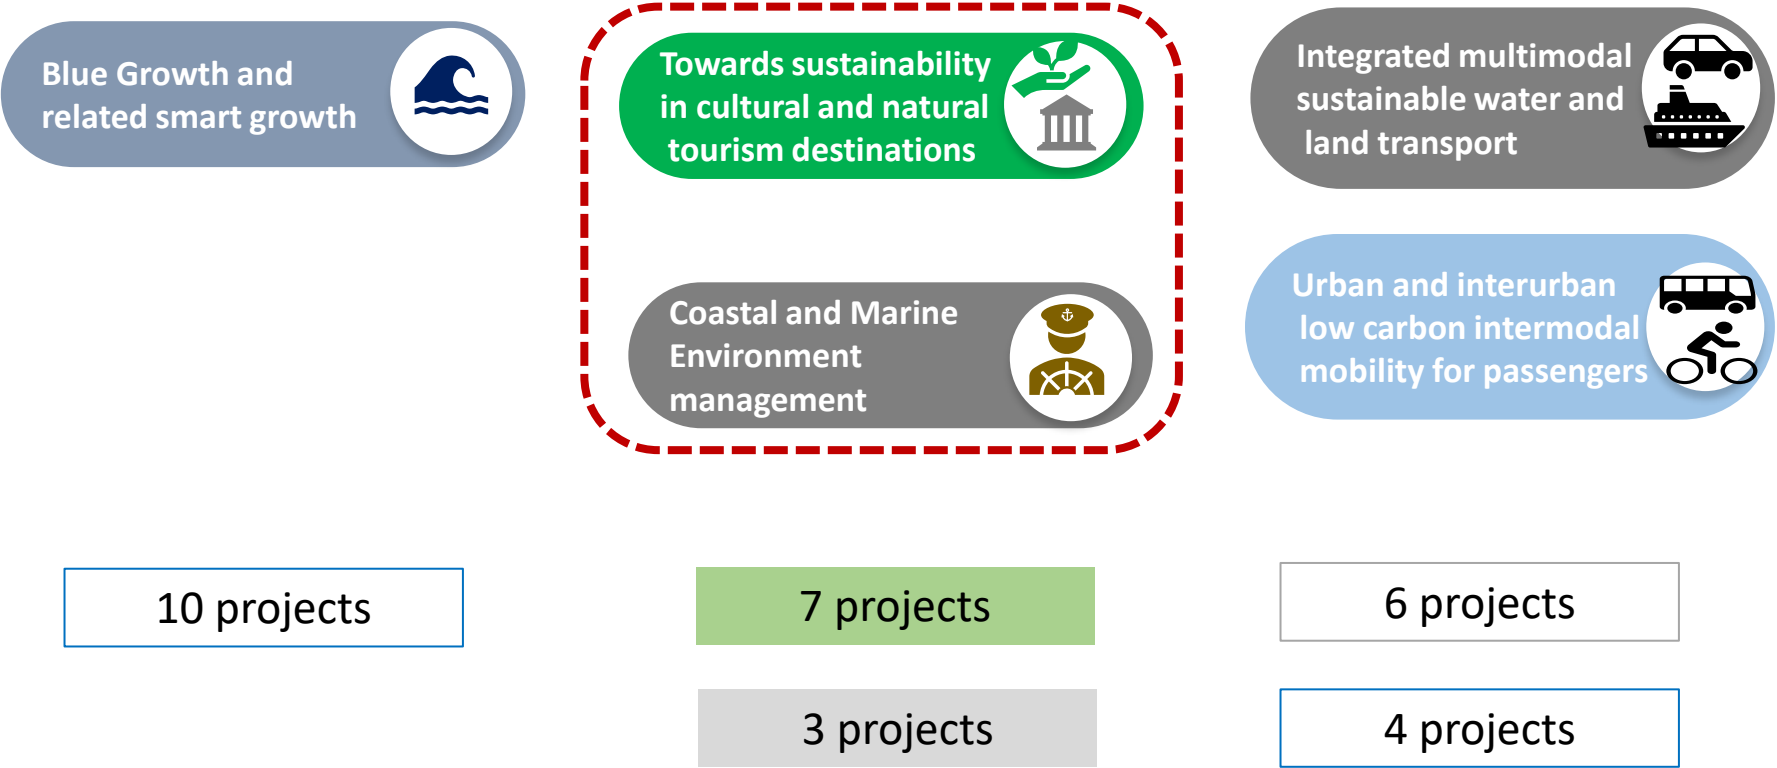 Blue Growth and
related smart growth
Towards sustainability
in cultural and natural
tourism destinations
Integrated multimodal
sustainable water and
land transport
Coastal and Marine
Environment
management
Urban and interurban
low carbon intermodal
mobility for passengers
10 projects
7 projects
6 projects
3 projects
4 projects